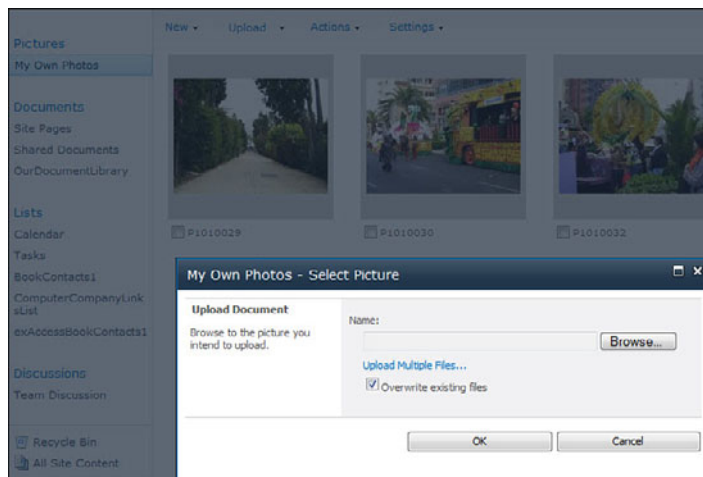 New Upload Actions Settings
Pictures
My Own Photos
Documents
Site Pages
Shared Documents
OurDocumentLibrary
Lists
Calendar
Tasks
BookContacts1
ComputerCompanyLink
sList
exAccessBookContacts1
Discussions
Team Discussion
Recycle Bin
All Site Content
P1010029 P1010030 P1010032
My Own Photos - Select Picture
Upload Document
Browse to the picture you
intend to upload.
Name:
Browse...
Upload Multiple Files...
Overwrite existing files
OK Cancel